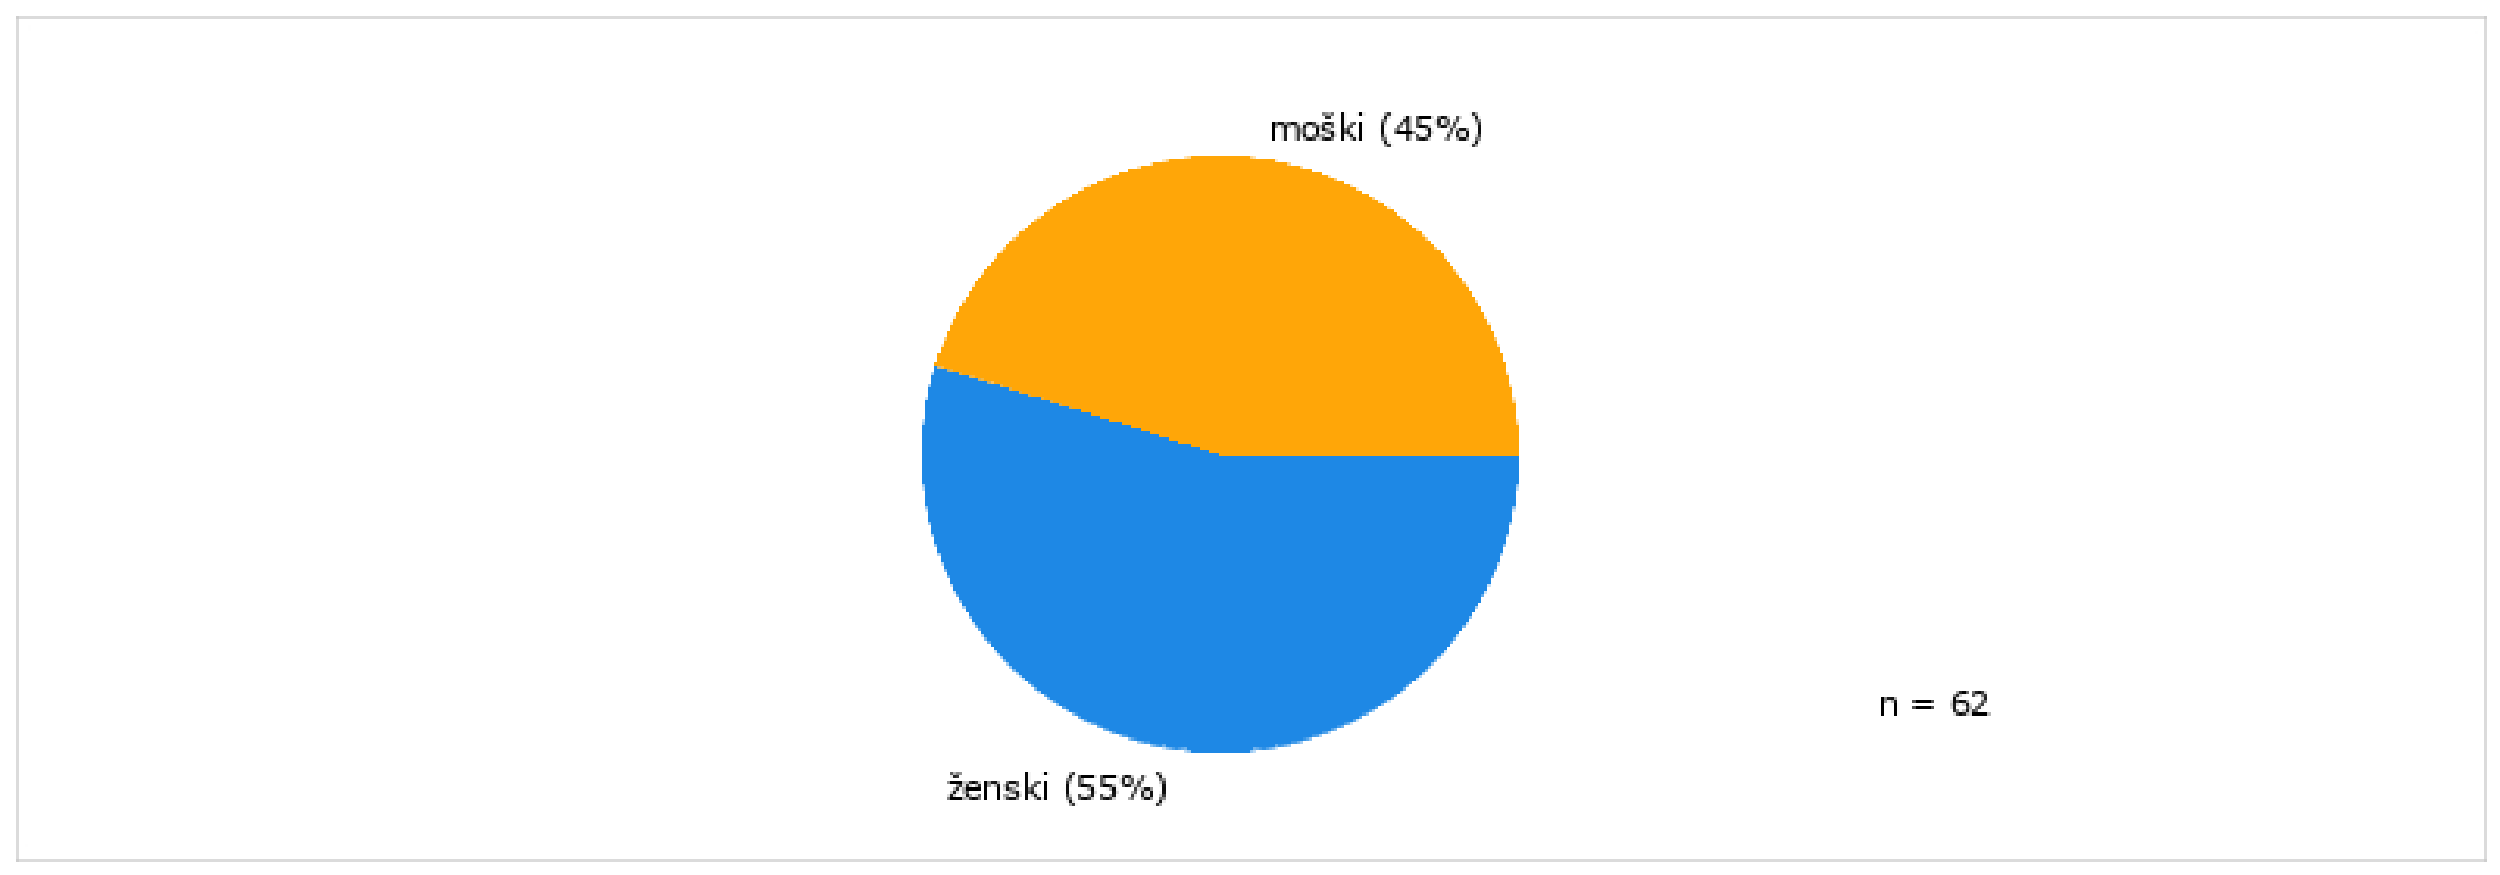 moški (45%)
n = 62
ženski (55%)